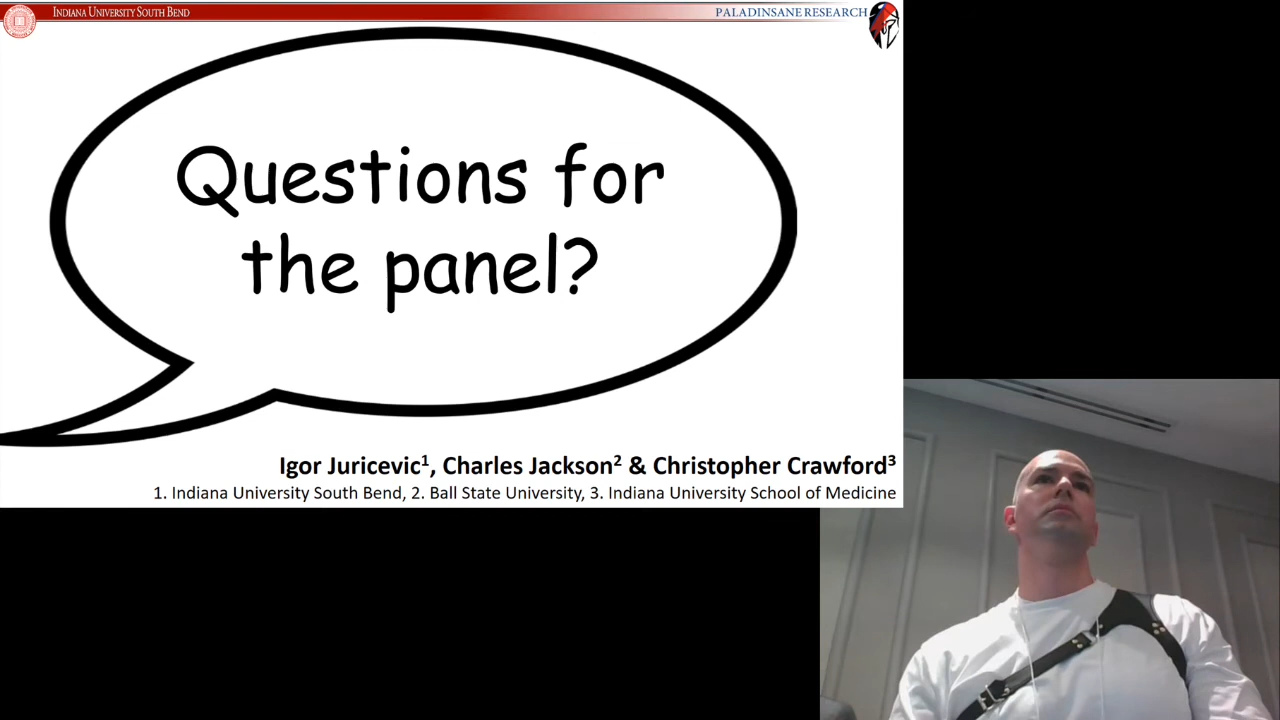 INDIANA UNIVERSITY SOUTH BEND
PALADINSANE RESEARCH
Questions for
the panel?
Igor Juricevic¹, Charles Jackson² & Christopher Crawford³
1. Indiana University South Bend, 2. Ball State University, 3. Indiana University School of Medicine